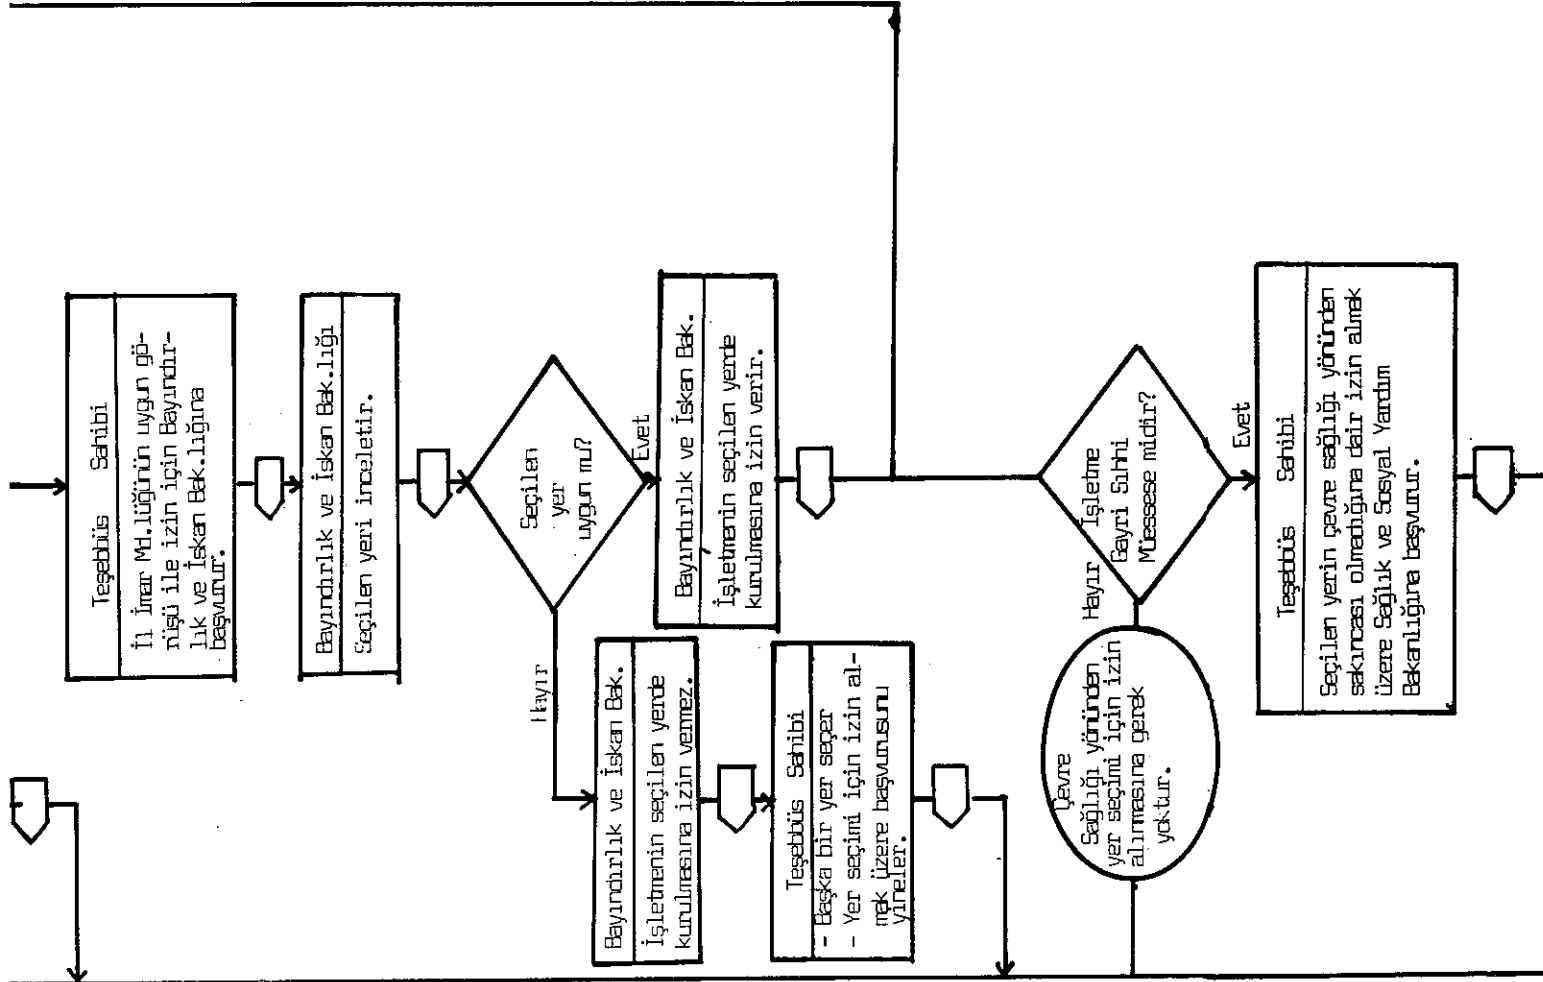 Teşebbüs Sahibi
İl İmar Md.lüğünün uygun gö-
rüşü ile izin için Bayındır-
lık ve İskan Bak.lığına
başvurur.
Bayındırlık ve İskan Bak.lığı
Seçilen yeri inceletir.
Seçilen
yer
uygun mu?
Hayır
Evet
Bayındırlık ve İskan Bak.
İşletmenin seçilen yerde
kurulmasına izin vermez.
Bayındırlık ve İskan Bak.
İşletmenin seçilen yerde
kurulmasına izin verir.
Teşebbüs Sahibi
- Başka bir yer seçer
- Yer seçimi için izin al-
mak üzere başvurusunu
yineler.
Hayır
İşletme
Gayri Sıhhi
Müessese midir?
Evet
Çevre
Sağlığı yönünden
yer seçimi için izin
alınmasına gerek
yoktur.
Teşebbüs Sahibi
Seçilen yerin çevre sağlığı yönünden
sakıncası olmadığına dair izin almak
üzere Sağlık ve Sosyal Yardım
Bakanlığına başvurur.